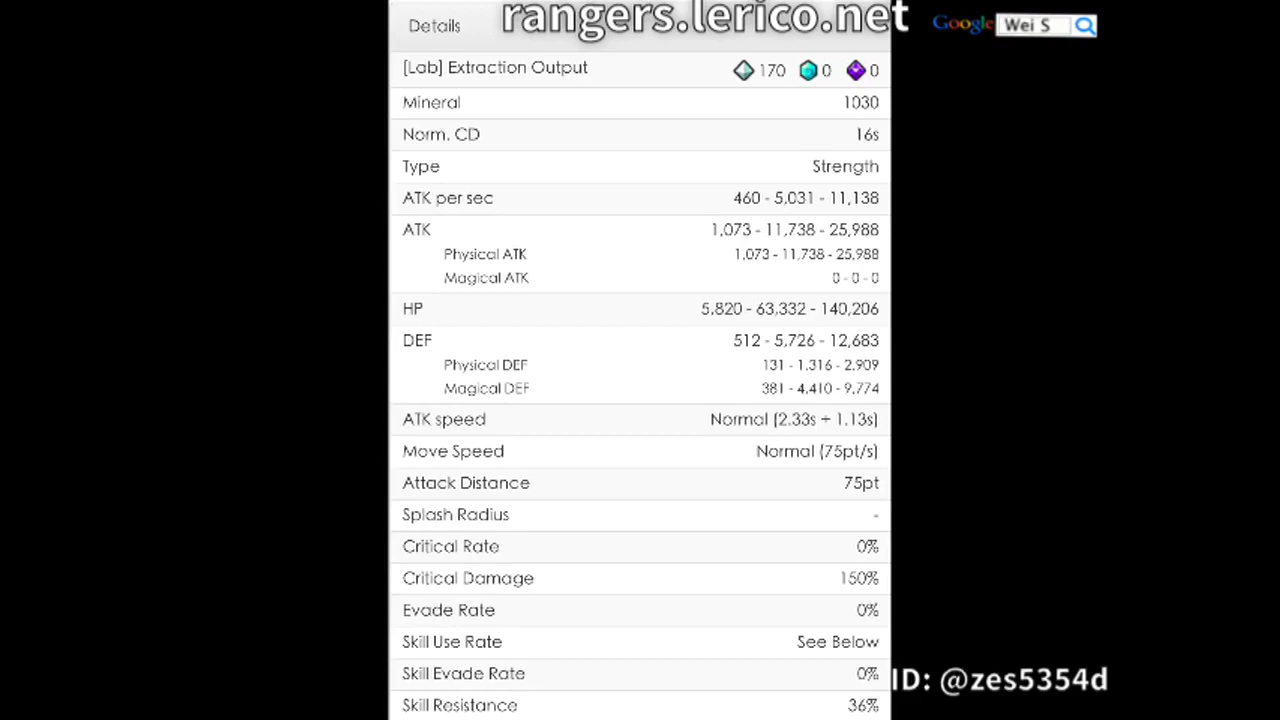 rangers.lerico.net
Details
Google Wei S
[Lab] Extraction Output 170 0 0
Mineral 1030
Norm. CD 16s
Type Strength
ATK per sec 460 - 5,031 - 11,138
ATK 1,073 - 11,738 - 25,988
Physical ATK 1,073 - 11,738 - 25,988
Magical ATK 0 - 0 - 0
HP 5,820 - 63,332 - 140,206
DEF 512 - 5,726 - 12,683
Physical DEF 131 - 1,316 - 2,909
Magical DEF 381 - 4,410 - 9,774
ATK speed Normal (2.33s + 1.13s)
Move Speed Normal (75pt/s)
Attack Distance 75pt
Splash Radius -
Critical Rate 0%
Critical Damage 150%
Evade Rate 0%
Skill Use Rate See Below
Skill Evade Rate 0%
ID: @zes5354d
Skill Resistance 36%